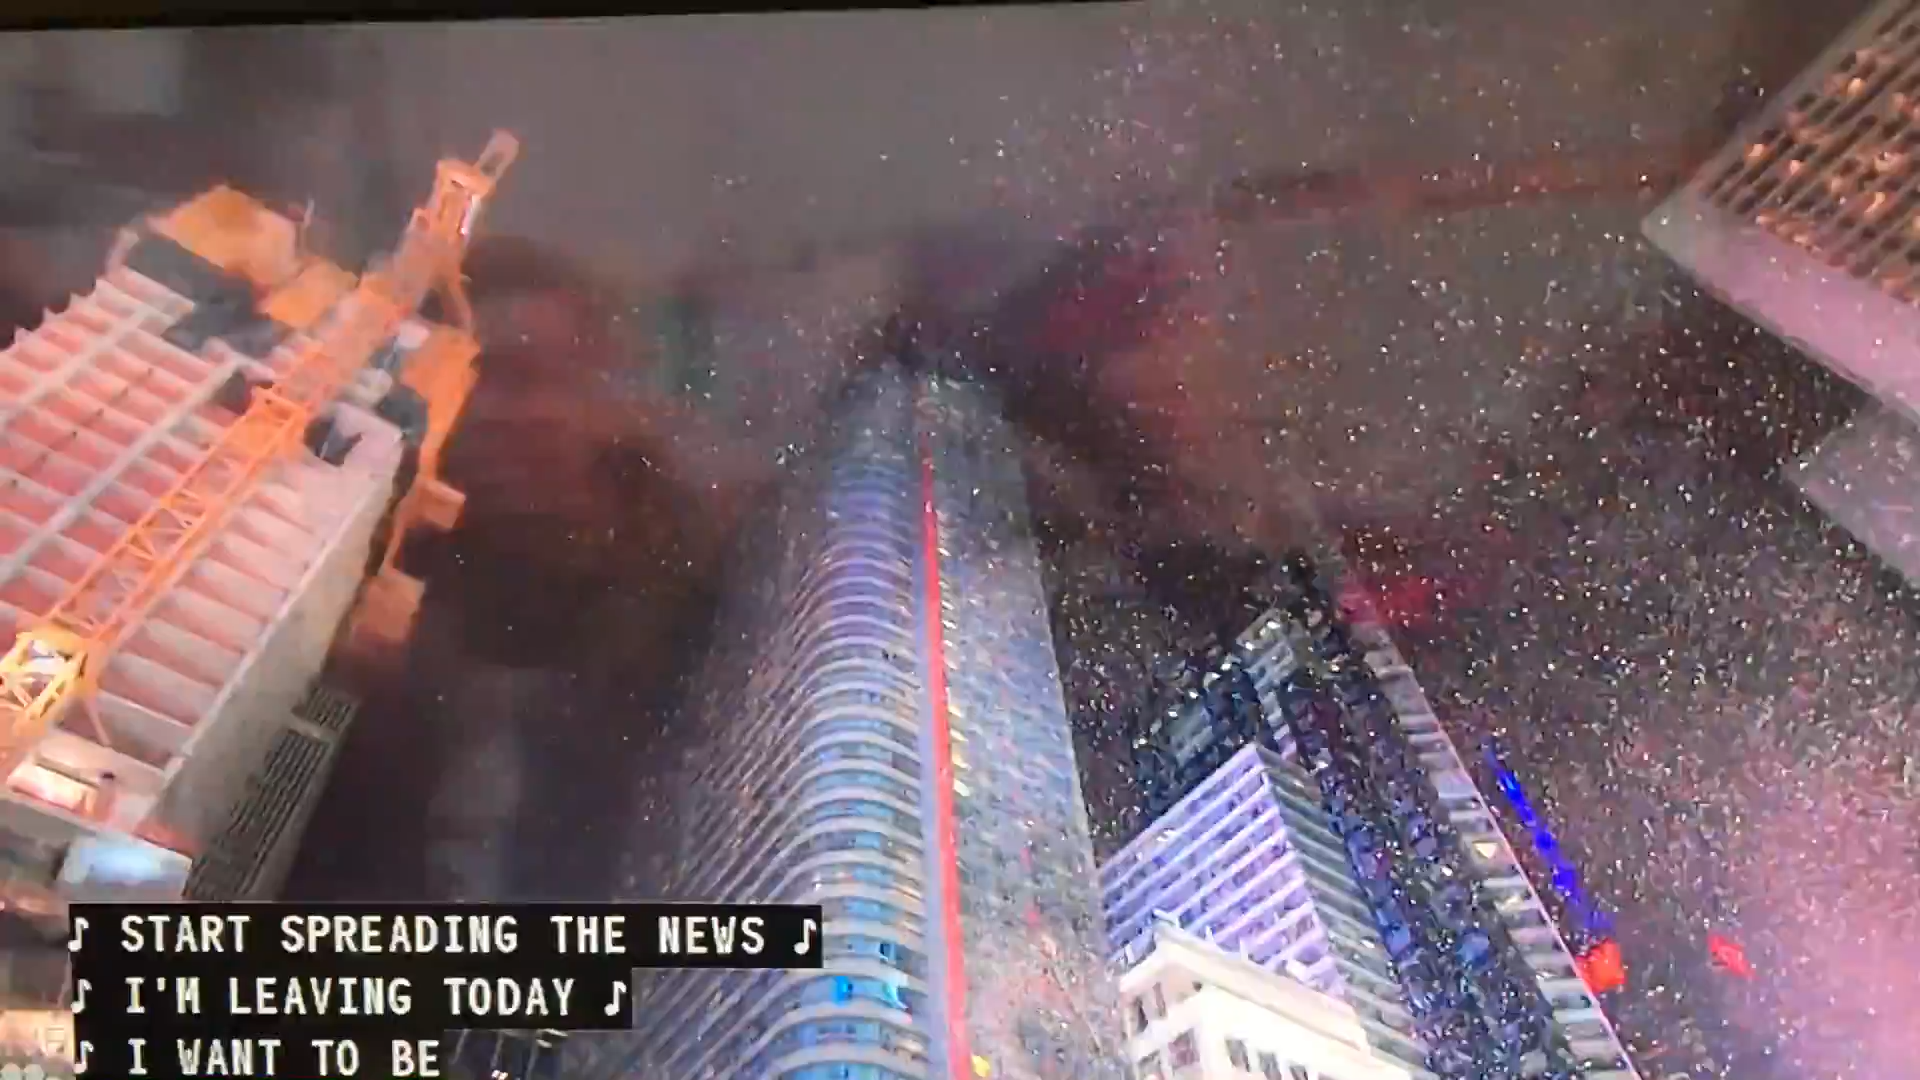 ♪ START SPREADING THE NEWS ♪
♪ I'M LEAVING TODAY ♪
♪ I WANT TO BE